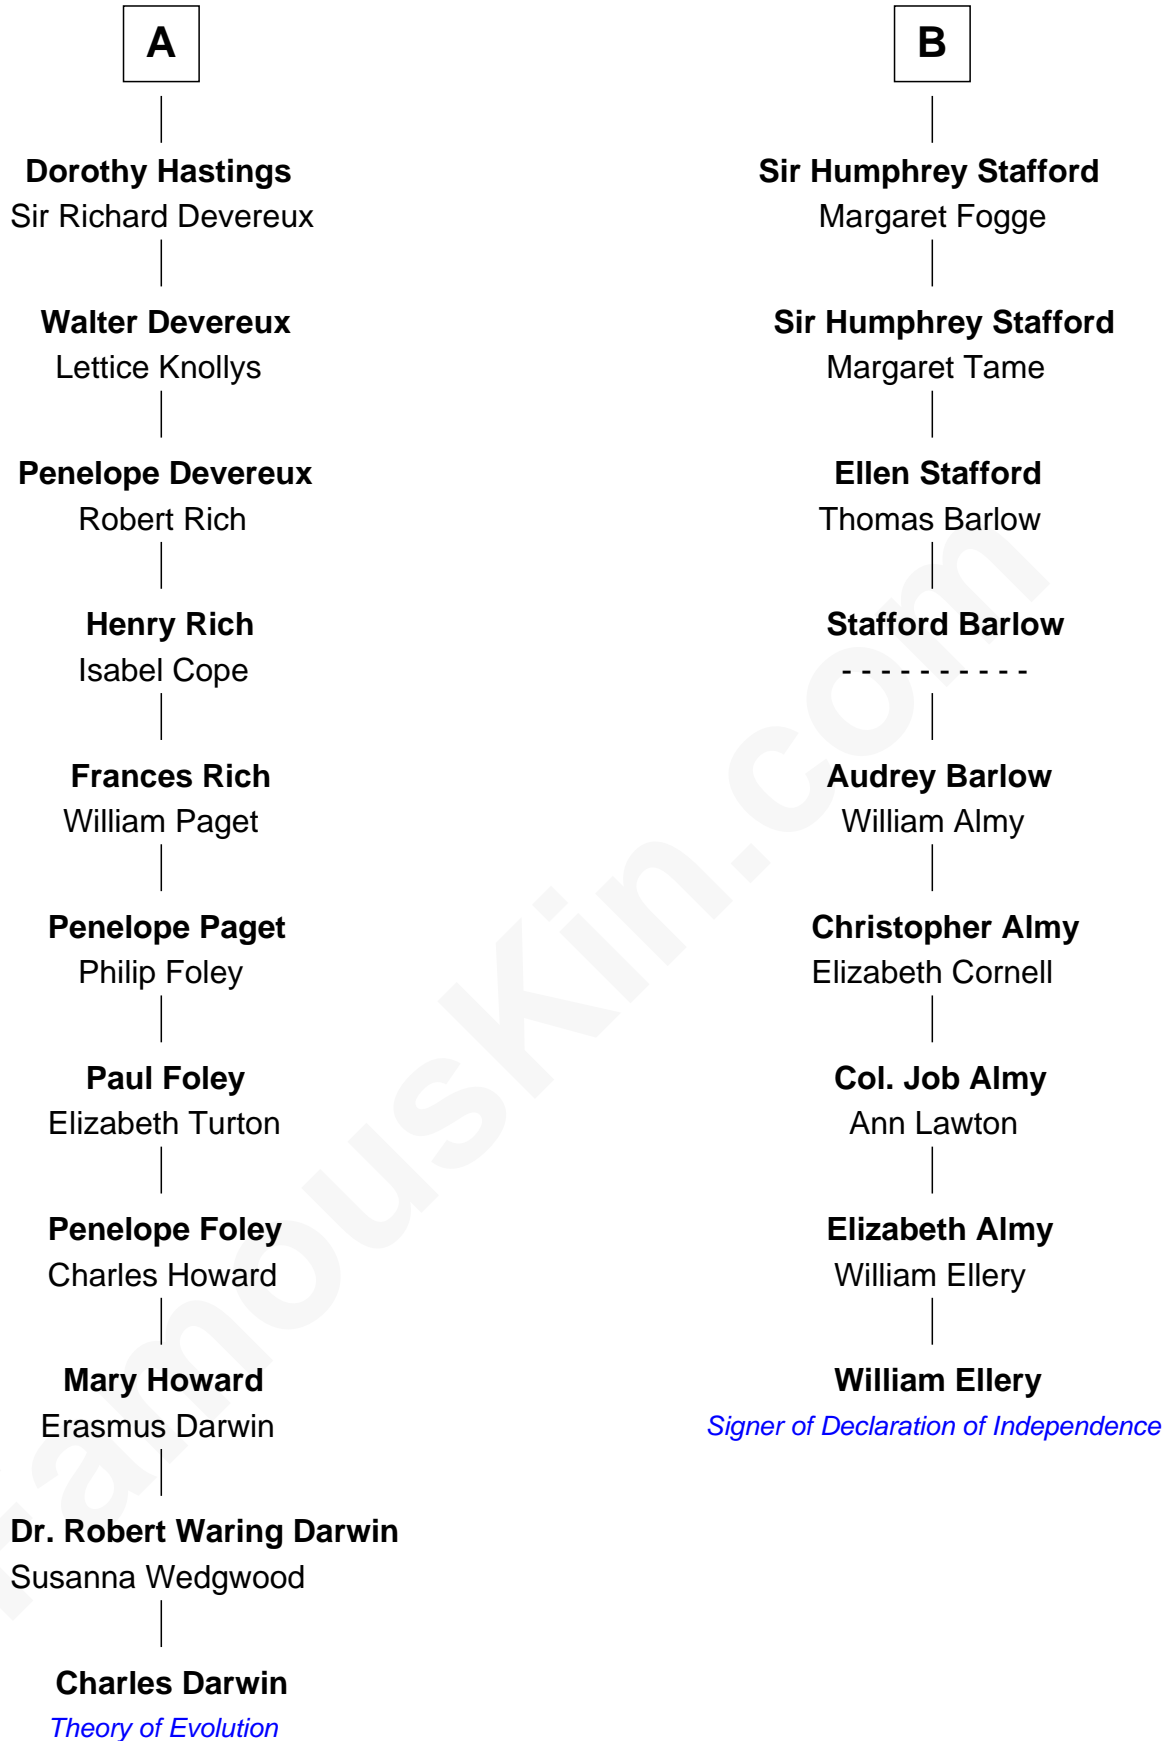 A
Dorothy Hastings
Sir Richard Devereux
Walter Devereux
Lettice Knollys
Penelope Devereux
Robert Rich
Henry Rich
Isabel Cope
Frances Rich
William Paget
Penelope Paget
Philip Foley
Paul Foley
Elizabeth Turton
Penelope Foley
Charles Howard
Mary Howard
Erasmus Darwin
Dr. Robert Waring Darwin
Susanna Wedgwood
Charles Darwin
Theory of Evolution
B
Sir Humphrey Stafford
Margaret Fogge
Sir Humphrey Stafford
Margaret Tame
Ellen Stafford
Thomas Barlow
Stafford Barlow
- - - - - - - - - -
Audrey Barlow
William Almy
Christopher Almy
Elizabeth Cornell
Col. Job Almy
Ann Lawton
Elizabeth Almy
William Ellery
William Ellery
Signer of Declaration of Independence
FamousKin.com